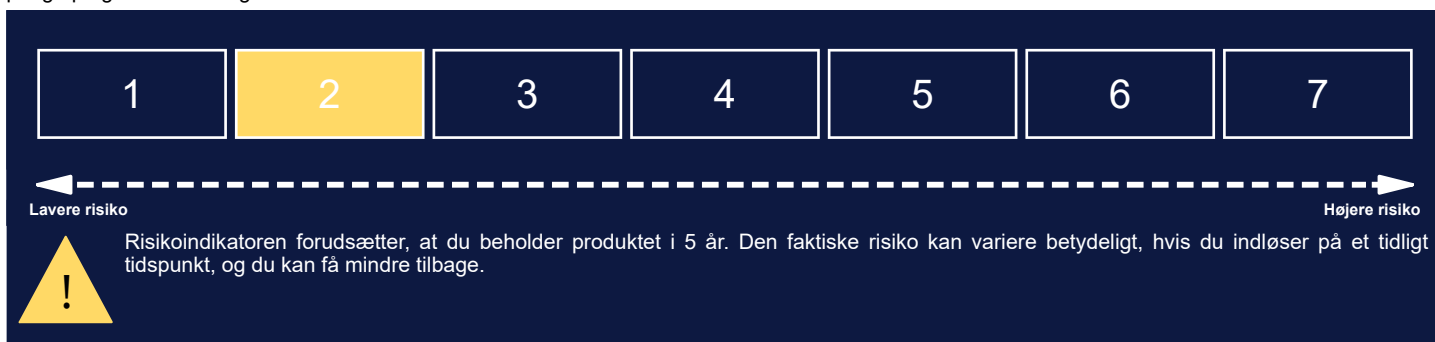 1 2 3 4 5 6 7
Lavere risiko Højere risiko
Risikoindikatoren forudsætter, at du beholder produktet i 5 år. Den faktiske risiko kan variere betydeligt, hvis du indløser på et tidligt
tidspunkt, og du kan få mindre tilbage.
!